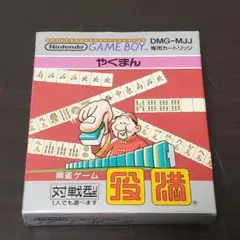 Nintendo GAME BOY
DMG-MJJ
専用カートリッジ
やくまん
麻雀ゲーム
対戦型
1人でも遊べます
役満